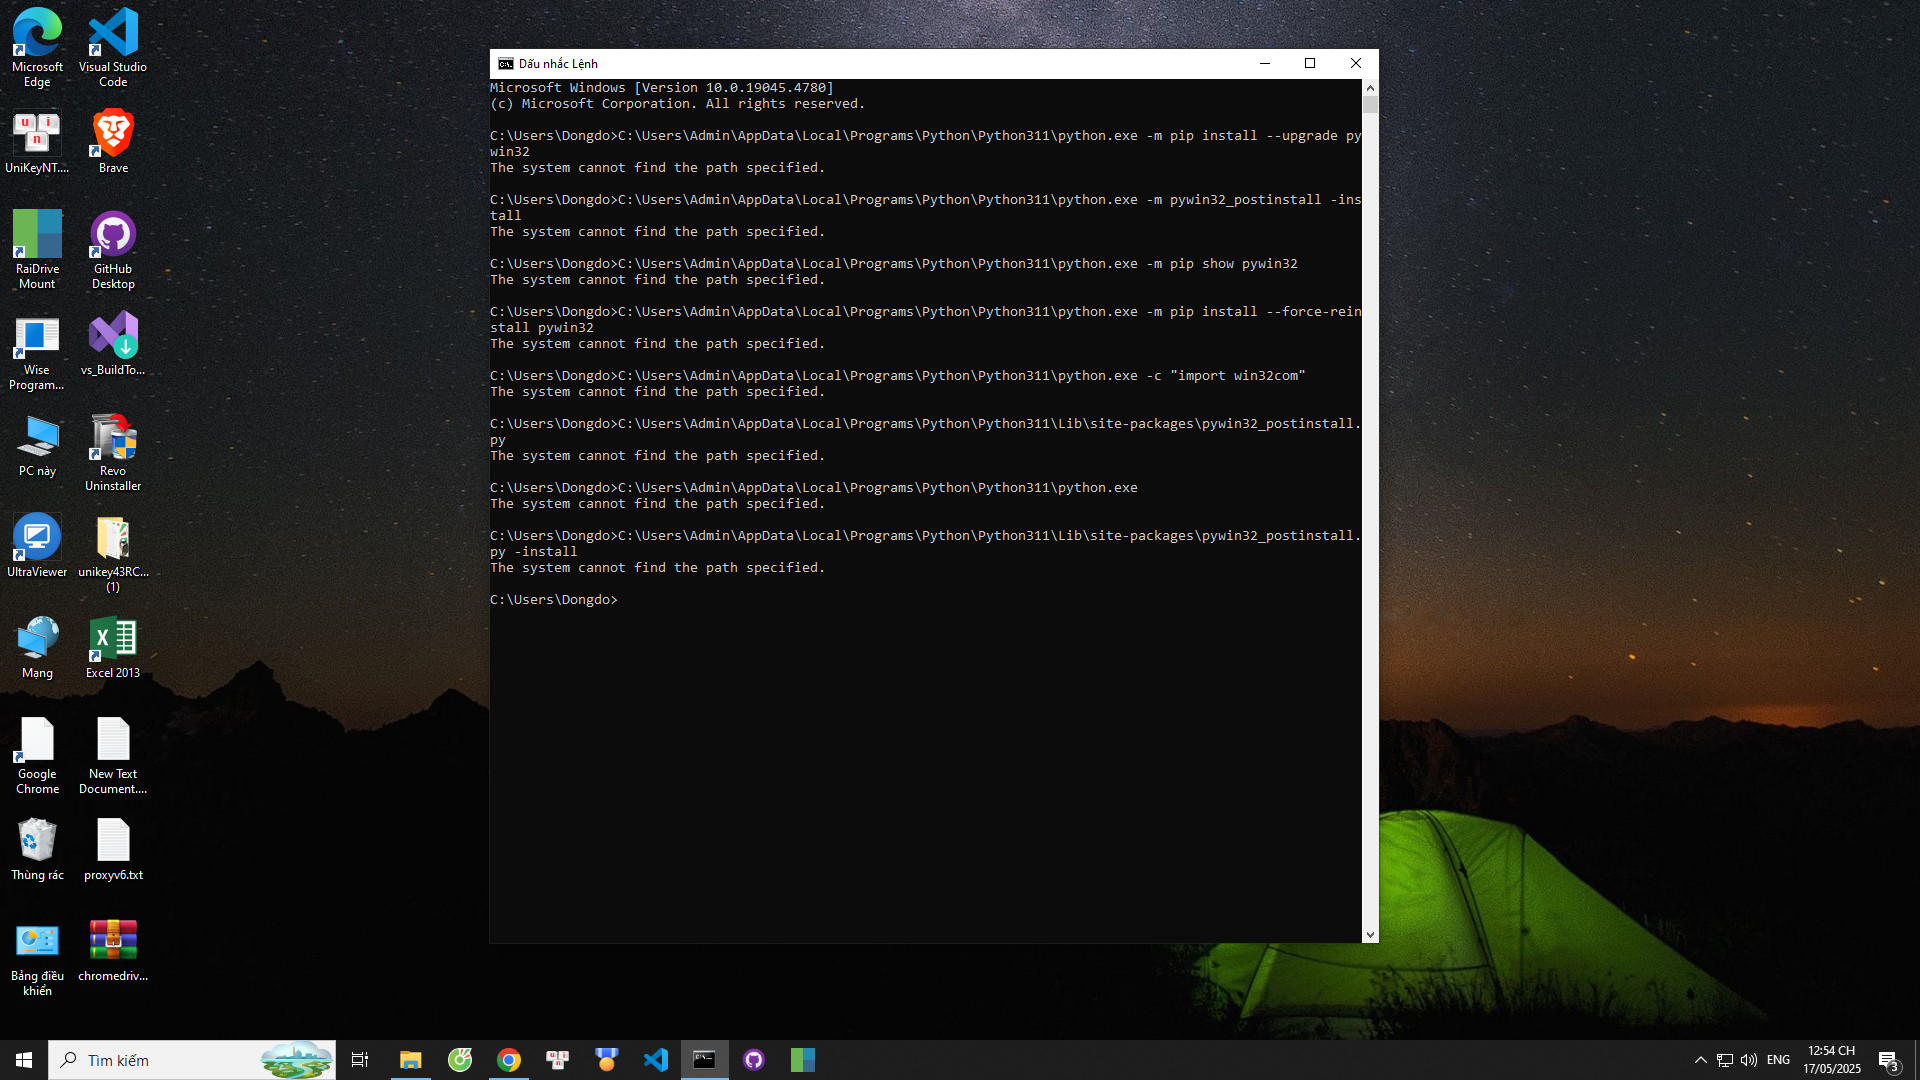 Microsoft Edge
Visual Studio Code
UniKeyNT....
Brave
RaiDrive Mount
GitHub Desktop
Wise Program...
vs_BuildTo...
PC này
Revo Uninstaller
UltraViewer
unikey43RC... (1)
Mạng
Excel 2013
Google Chrome
New Text Document....
Thùng rác
proxyv6.txt
Bảng điều khiển
chromedriv...
Dấu nhắc Lệnh
Microsoft Windows [Version 10.0.19045.4780]
(c) Microsoft Corporation. All rights reserved.
C:\Users\Dongdo>C:\Users\Admin\AppData\Local\Programs\Python\Python311\python.exe -m pip install --upgrade py
win32
The system cannot find the path specified.
C:\Users\Dongdo>C:\Users\Admin\AppData\Local\Programs\Python\Python311\python.exe -m pywin32_postinstall -ins
tall
The system cannot find the path specified.
C:\Users\Dongdo>C:\Users\Admin\AppData\Local\Programs\Python\Python311\python.exe -m pip show pywin32
The system cannot find the path specified.
C:\Users\Dongdo>C:\Users\Admin\AppData\Local\Programs\Python\Python311\python.exe -m pip install --force-rein
stall pywin32
The system cannot find the path specified.
C:\Users\Dongdo>C:\Users\Admin\AppData\Local\Programs\Python\Python311\python.exe -c "import win32com"
The system cannot find the path specified.
C:\Users\Dongdo>C:\Users\Admin\AppData\Local\Programs\Python\Python311\Lib\site-packages\pywin32_postinstall.
py
The system cannot find the path specified.
C:\Users\Dongdo>C:\Users\Admin\AppData\Local\Programs\Python\Python311\python.exe
The system cannot find the path specified.
C:\Users\Dongdo>C:\Users\Admin\AppData\Local\Programs\Python\Python311\Lib\site-packages\pywin32_postinstall.
py -install
The system cannot find the path specified.
C:\Users\Dongdo>
Tìm kiếm
ENG
12:54 CH
17/05/2025
3